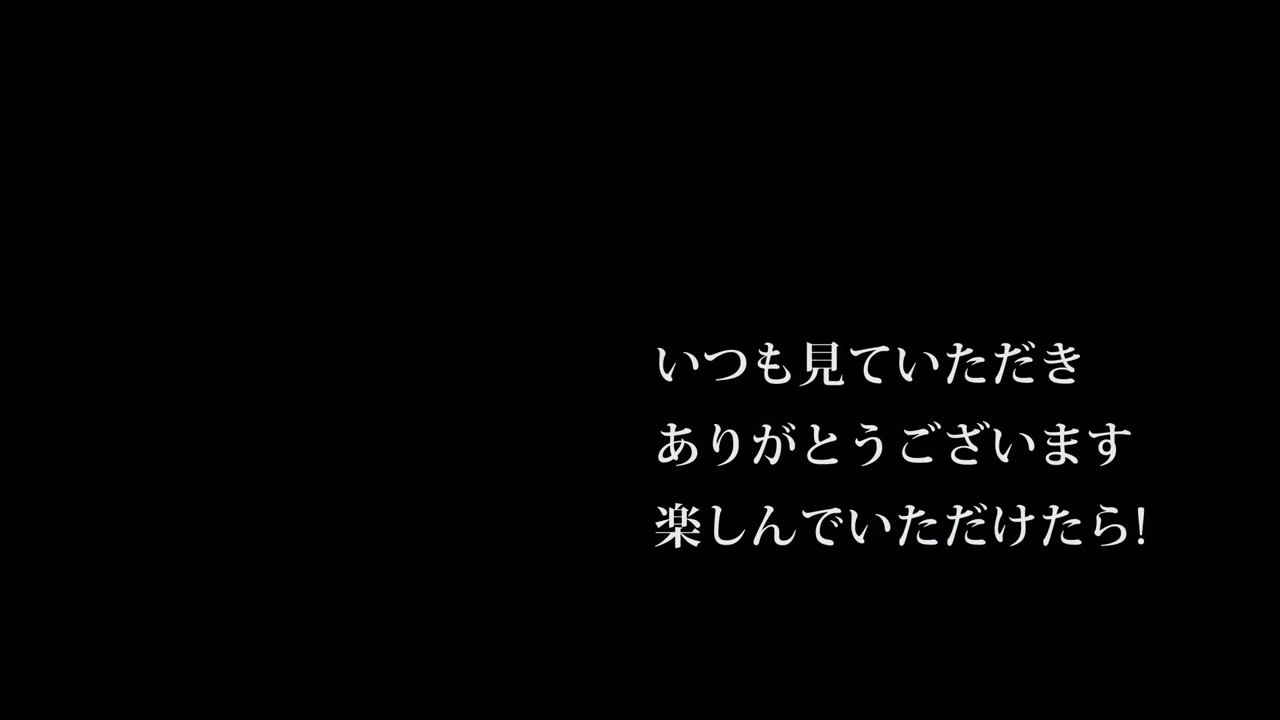 いつも見ていただき
ありがとうございます
楽しんでいただけたら!